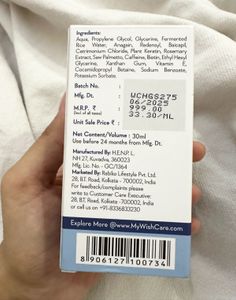 Ingredients:
Aqua, Propylene Glycol, Glycerine, Fermented
Rice Water, Anagain, Redensyl, Baicapil,
Catrimonium Chloride, Plant Keratin, Rosemary
Extract, Saw Palmetto, Caffeine, Biotin, Ethyl Hexyl
Glycerine, Xanthan Gum, Vitamin E,
Cocamidopropyl Betaine, Sodium Benzoate,
Potassium Sorbate.
Batch No. : WCHGS275
Mfg. Dt. : 06/2025
M.R.P. ₹ : 999.00
(Incl. of all taxes)
Unit Sale Price ₹ : 33.30/ML
Net Content/Volume : 30ml
Use before 24 months from Mfg. Dt.
Manufactured By: H.E.N.P. L.
NH 27, Kuvadva, 360023
Mfg. Lic. No. - GC/1364
Marketed By: Rebiko Lifestyle Pvt. Ltd.
28, B.T. Road, Kolkata - 700002, India
For feedback/complaints please
write to Customer Care Executive:
28, B.T. Road, Kolkata - 700002, India
or call us on +91-8336833230
Explore More @www.MyWishCare.com
8 906127 100734